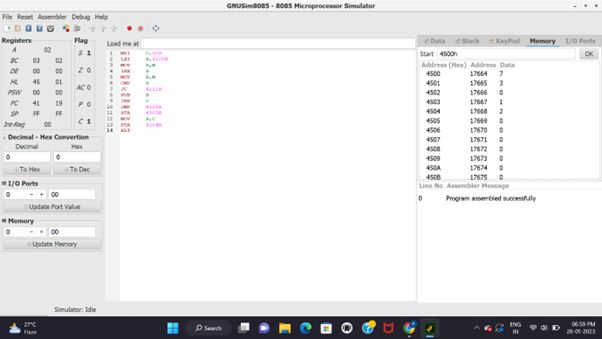 GNUSim8085 - 8085 Microprocessor Simulator
File Reset Assembler Debug Help
Registers
A 02
BC 03 02
DE 00 00
HL 45 01
PSW 00 00
PC 41 19
SP FF FF
Int-Reg 00
Flag
S 1
Z 0
AC 0
P 0
C 1
Decimal - Hex Convertion
Decimal Hex
0 0
To Hex To Dec
I/O Ports
0 - + 00
Update Port Value
Memory
0 - + 00
Update Memory
Load me at
1 MVI
2 LXI
3 MOV A,M
4 INX H
5 MOV B,M
6 CMP B
7 JC
8 SUB B
9 INR C
10 JMP
11 STA
12 MOV A,C
13 STA
14 HLT
Data Stack KeyPad Memory I/O Ports
Start 4500h OK
Address (Hex) Address Data
4500 17664 7
4501 17665 3
4502 17666 0
4503 17667 1
4504 17668 2
4505 17669 0
4506 17670 0
4507 17671 0
4508 17672 0
4509 17673 0
450A 17674 0
450B 17675 0
Line No Assembler Message
0 Program assembled successfully
Simulator: Idle
27°C
Haze
Search
ENG
IN
06:59 PM
26-01-2023